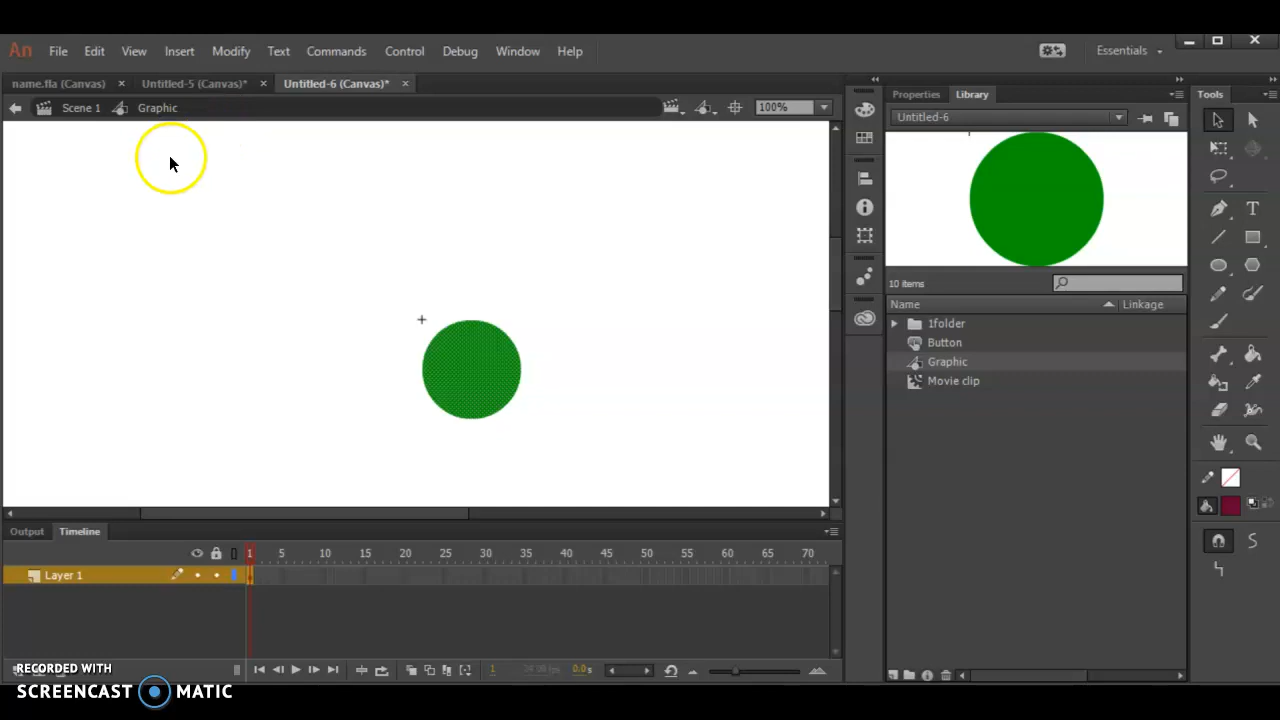 An File Edit View Insert Modify Text Commands Control Debug Window Help Essentials
name.fla (Canvas) Untitled-5 (Canvas)* Untitled-6 (Canvas)* Properties Library Tools
Scene 1 Graphic 100%
Untitled-6
10 items
Name Linkage
1folder
Button
Graphic
Movie clip
Output Timeline
1 5 10 15 20 25 30 35 40 45 50 55 60 65 70
Layer 1
1 0.0s
RECORDED WITH
SCREENCAST MATIC